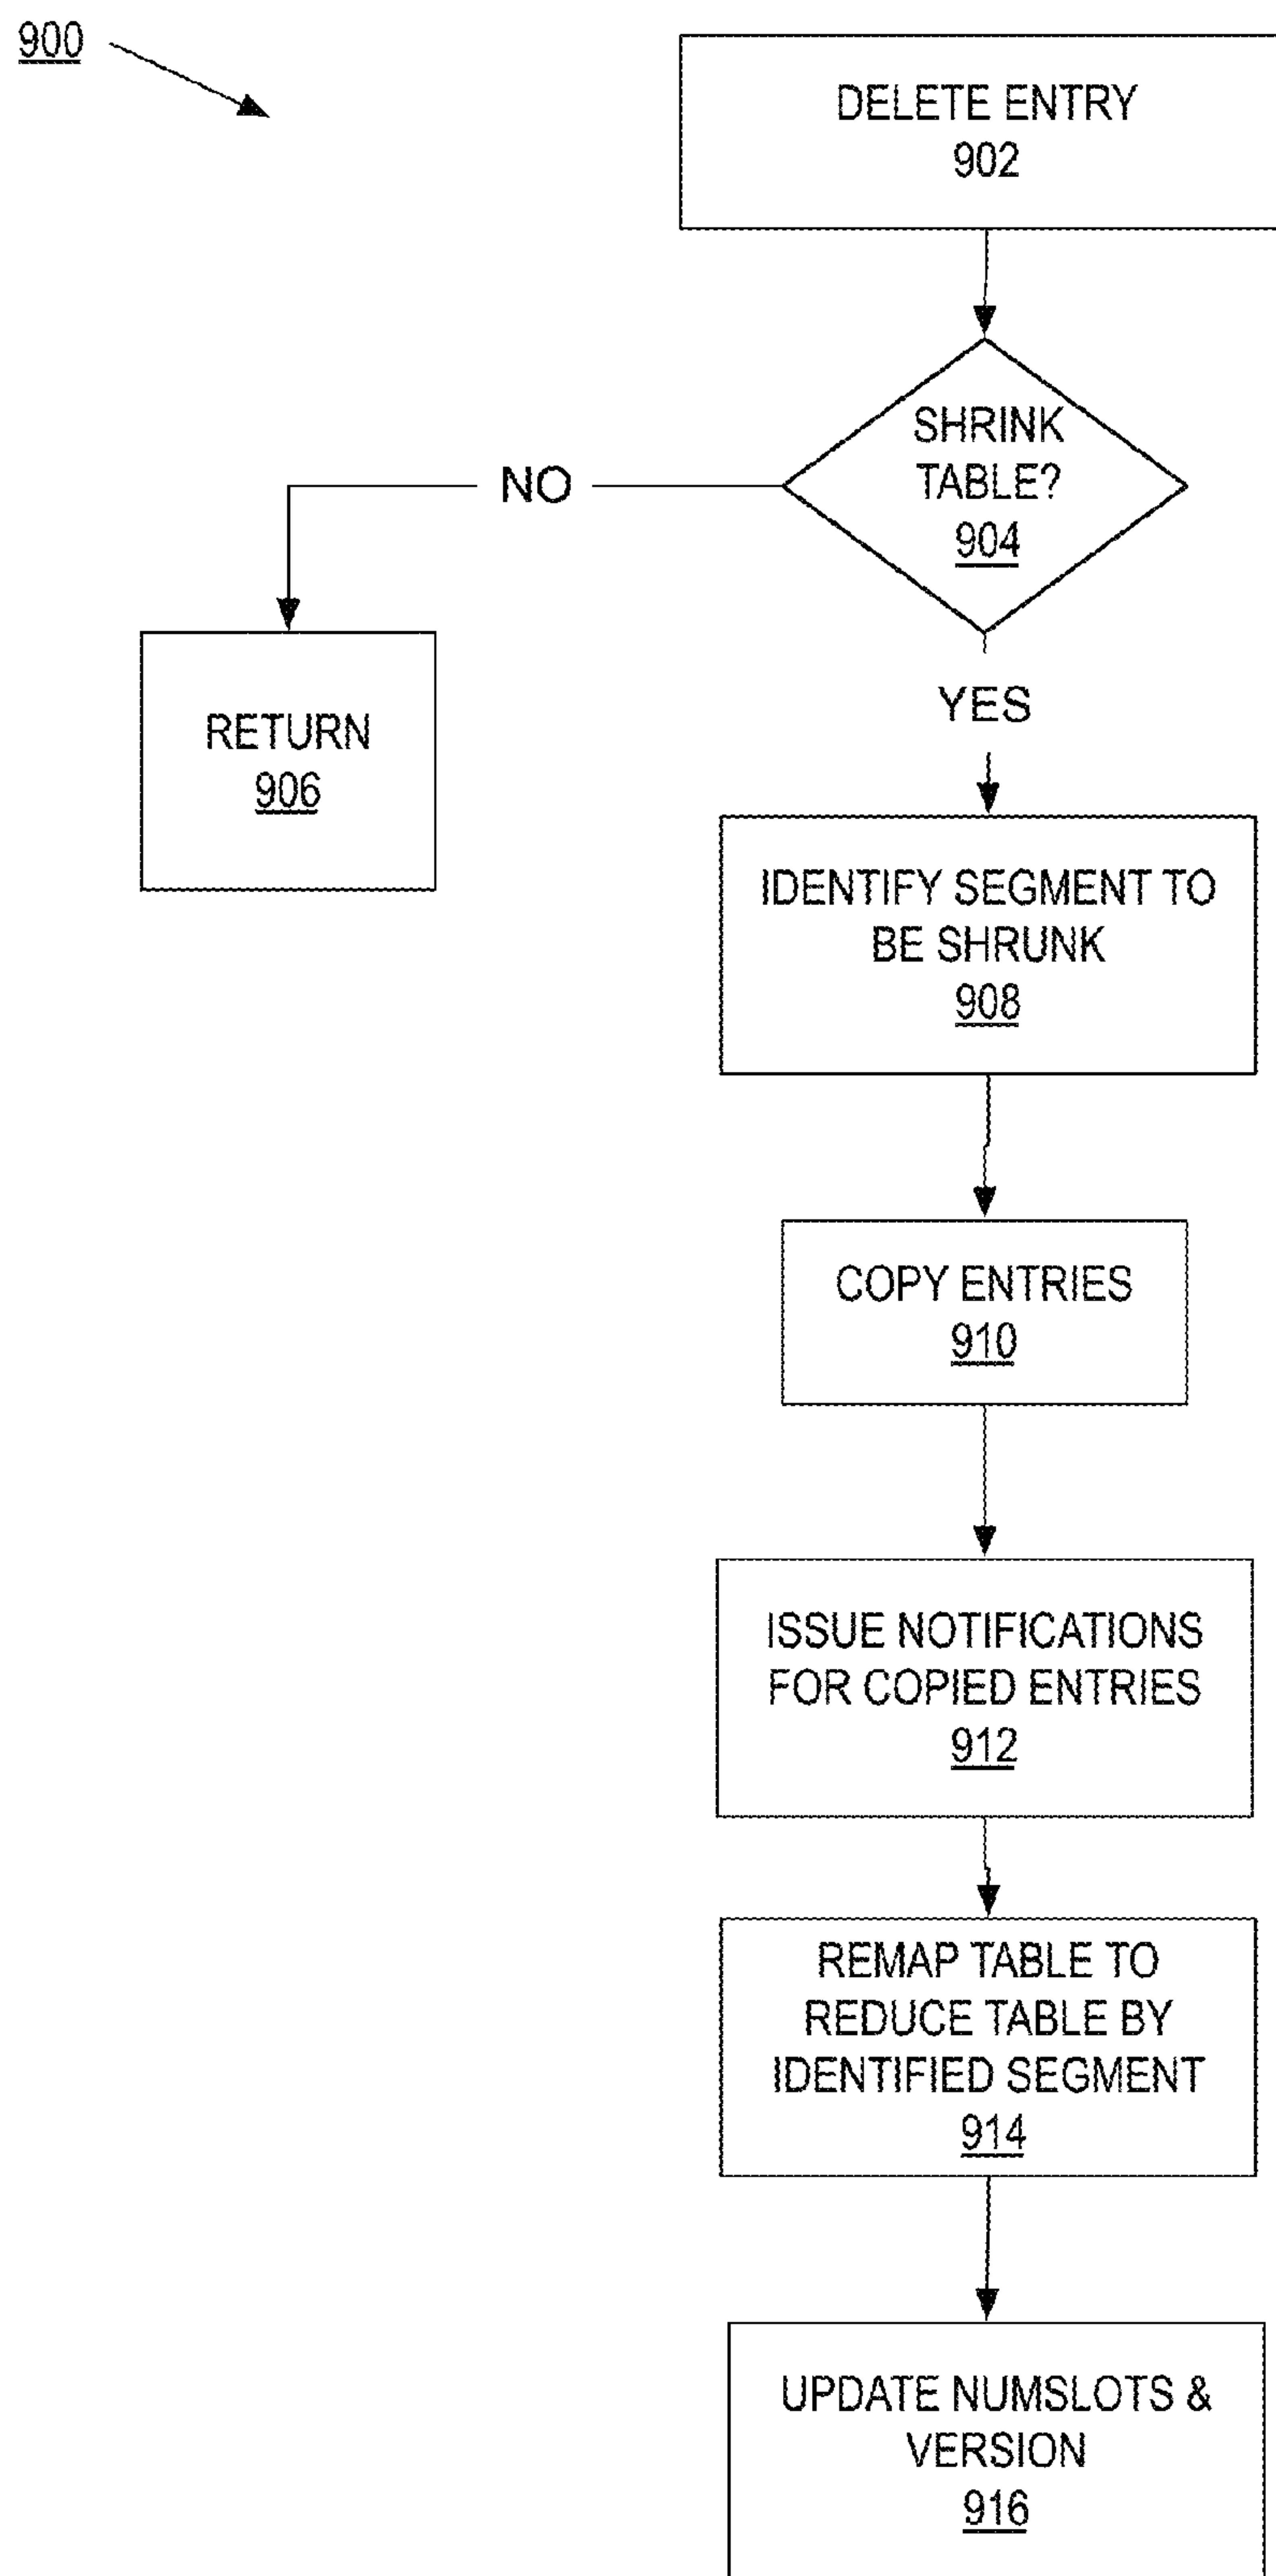 900
DELETE ENTRY
902
SHRINK
TABLE?
904
NO
YES
RETURN
906
IDENTIFY SEGMENT TO
BE SHRUNK
908
COPY ENTRIES
910
ISSUE NOTIFICATIONS
FOR COPIED ENTRIES
912
REMAP TABLE TO
REDUCE TABLE BY
IDENTIFIED SEGMENT
914
UPDATE NUMSLOTS &
VERSION
916